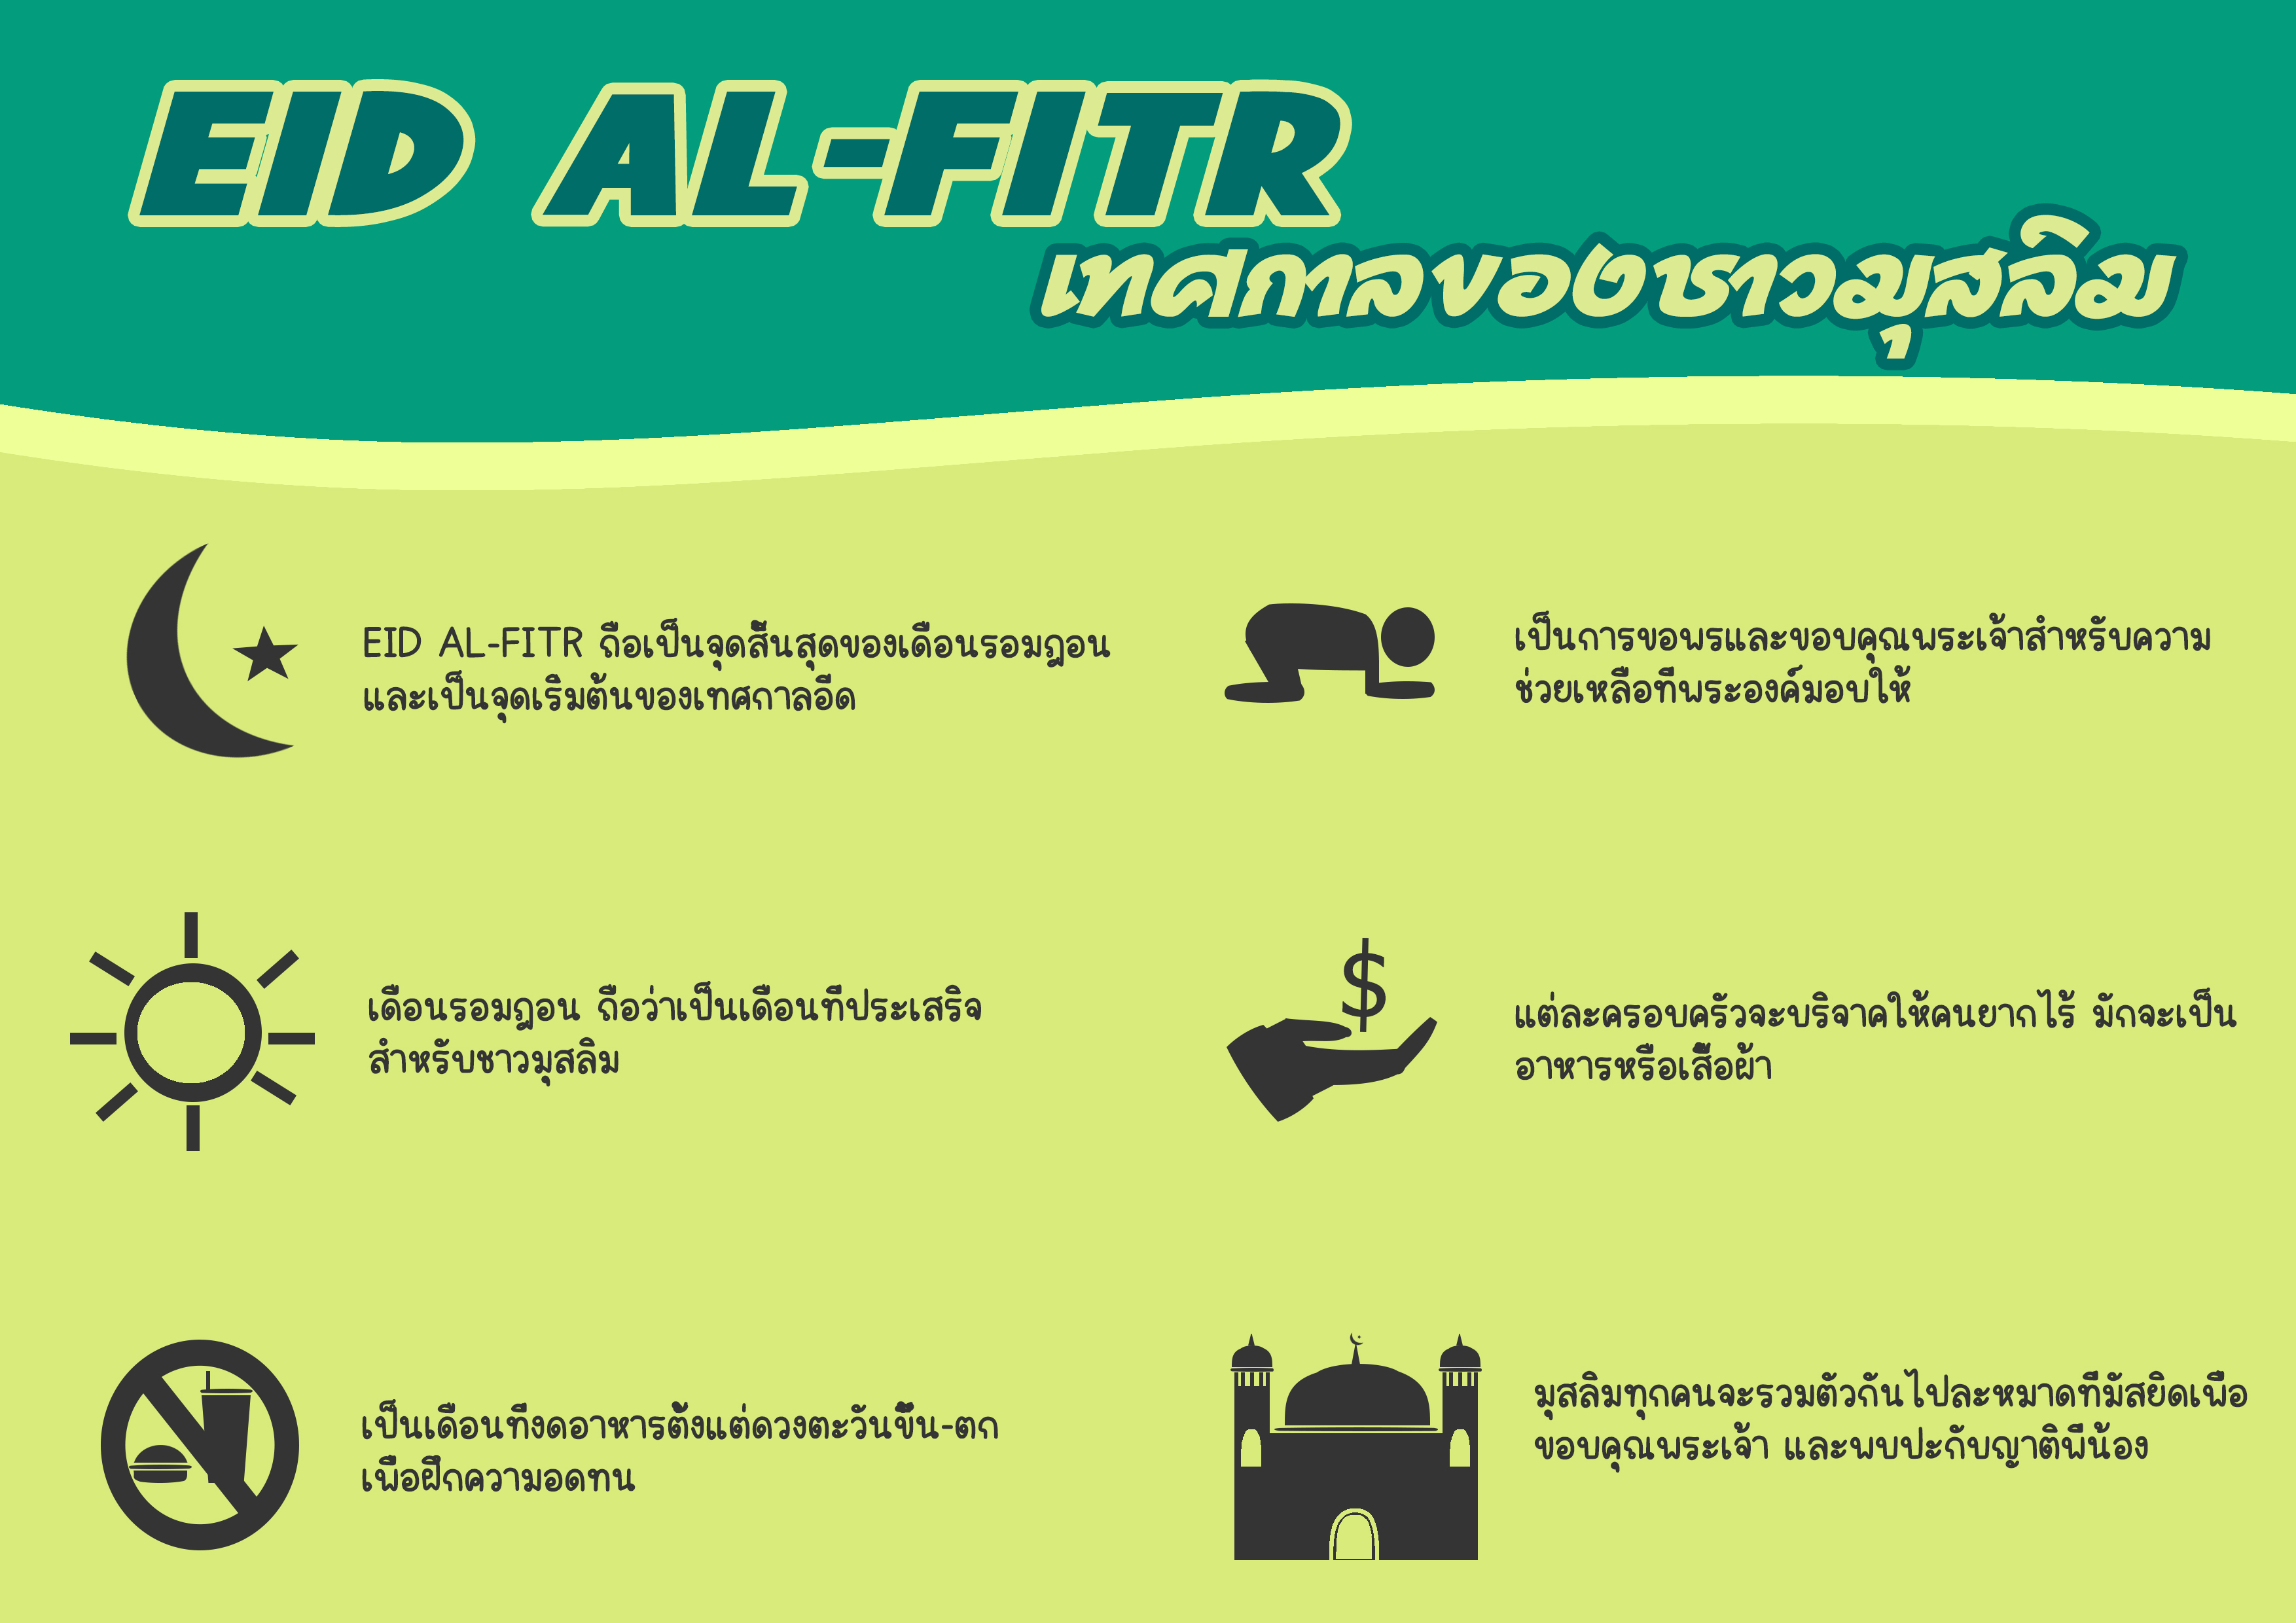 EID AL-FITR
เทศกาลของชาวมุสลิม
EID AL-FITR ถือเป็นจุดสิ้นสุดของเดือนรอมฎอน
และเป็นจุดเริ่มต้นของเทศกาลอีด
เดือนรอมฎอน ถือว่าเป็นเดือนที่ประเสริจ
สำหรับชาวมุสลิม
เป็นเดือนที่งดอาหารตั้งแต่ดวงตะวันขึ้น-ตก
เพื่อฝึกความอดทน
เป็นการขอพรและขอบคุณพระเจ้าสำหรับความ
ช่วยเหลือที่พระองค์มอบให้
$
แต่ละครอบครัวจะบริจาคให้คนยากไร้ มักจะเป็น
อาหารหรือเสื้อผ้า
มุสลิมทุกคนจะรวมตัวกันไปละหมาดที่มัสยิดเพื่อ
ขอบคุณพระเจ้า และพบปะกับญาติพี่น้อง